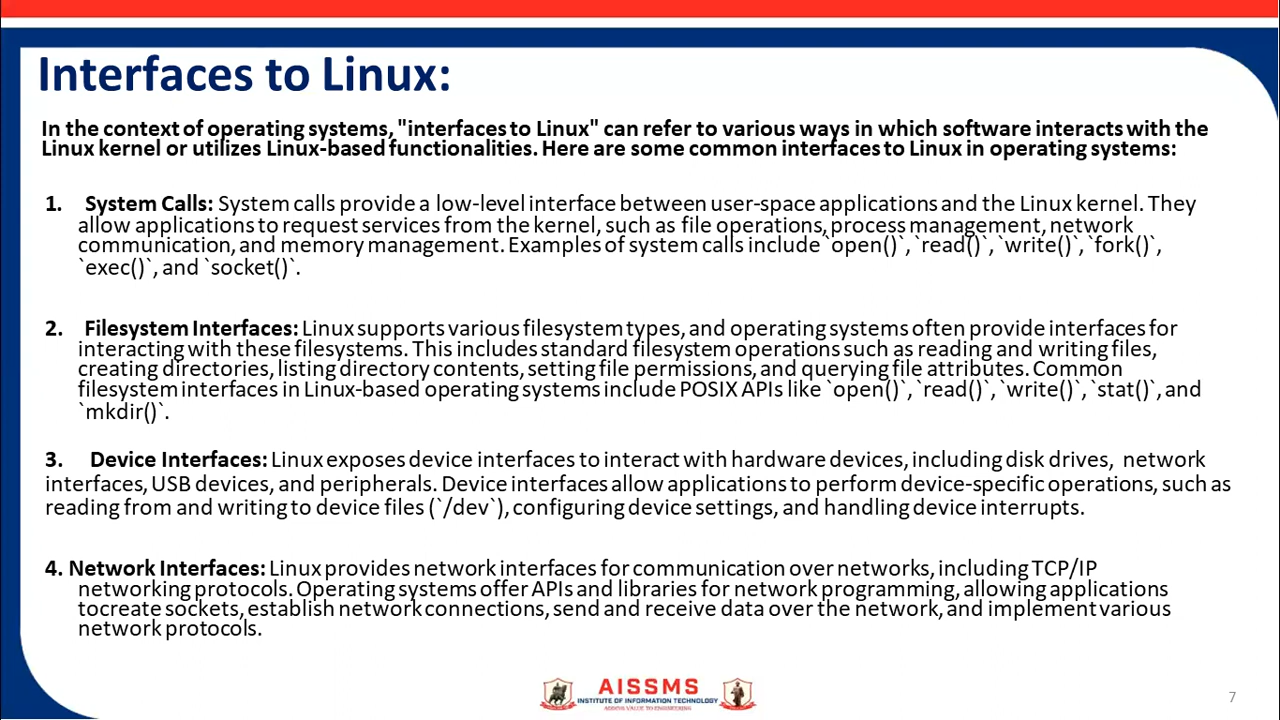 Interfaces to Linux:
In the context of operating systems, "interfaces to Linux" can refer to various ways in which software interacts with the
Linux kernel or utilizes Linux-based functionalities. Here are some common interfaces to Linux in operating systems:
1. System Calls: System calls provide a low-level interface between user-space applications and the Linux kernel. They
allow applications to request services from the kernel, such as file operations, process management, network
communication, and memory management. Examples of system calls include `open()`, `read()`, `write()`, `fork()`,
`exec()`, and `socket()`.
2. Filesystem Interfaces: Linux supports various filesystem types, and operating systems often provide interfaces for
interacting with these filesystems. This includes standard filesystem operations such as reading and writing files,
creating directories, listing directory contents, setting file permissions, and querying file attributes. Common
filesystem interfaces in Linux-based operating systems include POSIX APIs like `open()`, `read()`, `write()`, `stat()`, and
`mkdir()`.
3. Device Interfaces: Linux exposes device interfaces to interact with hardware devices, including disk drives, network
interfaces, USB devices, and peripherals. Device interfaces allow applications to perform device-specific operations, such as
reading from and writing to device files (`/dev`), configuring device settings, and handling device interrupts.
4. Network Interfaces: Linux provides network interfaces for communication over networks, including TCP/IP
networking protocols. Operating systems offer APIs and libraries for network programming, allowing applications
tocreate sockets, establish network connections, send and receive data over the network, and implement various
network protocols.
AISSMS
INSTITUTE OF INFORMATION TECHNOLOGY
ADDING VALUE TO ENGINEERING
7